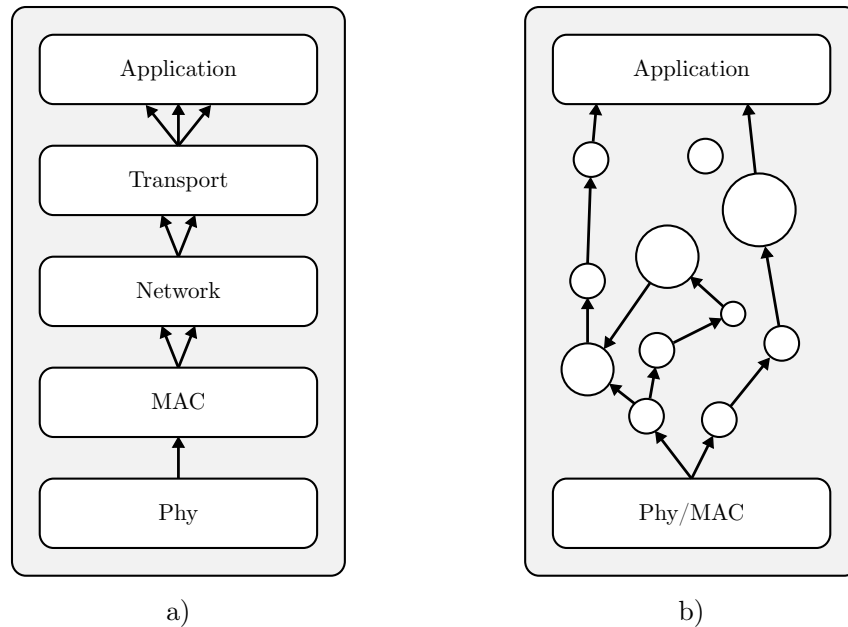 Application
Transport
Network
MAC
Phy
a)
Application
Phy/MAC
b)